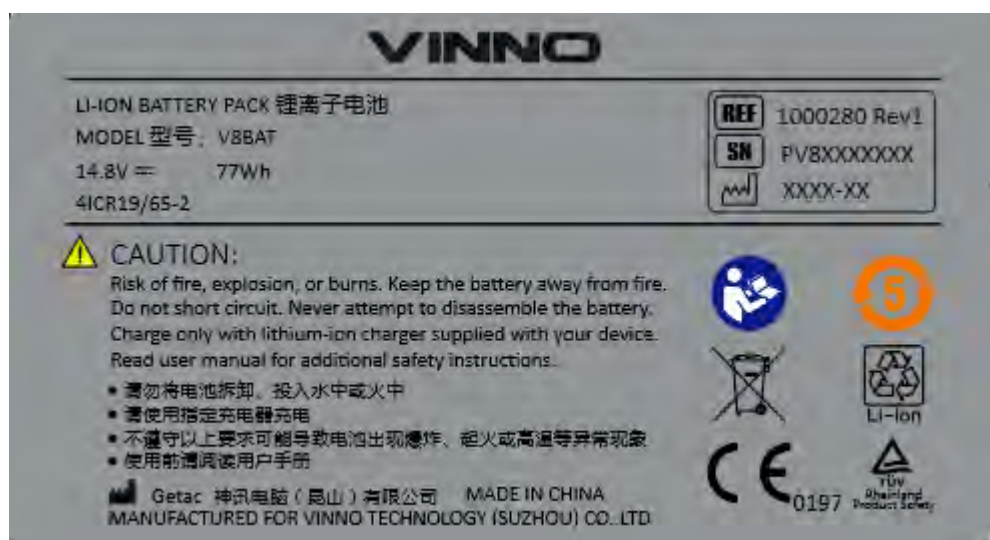 VINNO
LI-ION BATTERY PACK 锂离子电池
MODEL 型号: V8BAT
14.8V ⎓ 77Wh
4ICR19/65-2
REF 1000280 Rev1
SN PV8XXXXXXX
XXXX-XX
CAUTION:
Risk of fire, explosion, or burns. Keep the battery away from fire.
Do not short circuit. Never attempt to disassemble the battery.
Charge only with lithium-ion charger supplied with your device.
Read user manual for additional safety instructions.
• 请勿将电池拆卸、投入水中或火中
• 请使用指定充电器充电
• 不遵守以上要求可能导致电池出现爆炸、起火或高温等异常现象
• 使用前请阅读用户手册
Getac 神讯电脑（昆山）有限公司 MADE IN CHINA
MANUFACTURED FOR VINNO TECHNOLOGY (SUZHOU) CO.,LTD
5
Li-ion
CE 0197
TÜV
Rheinland
Product Safety